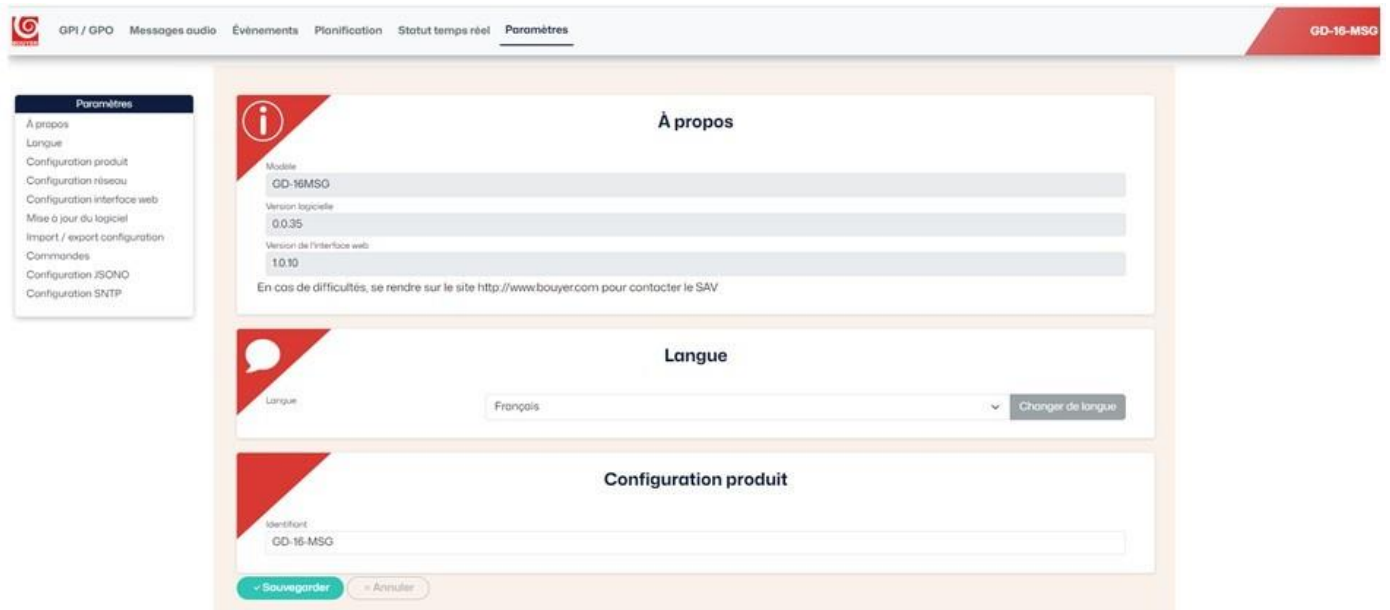 BOUYER
GPI / GPO Messages audio Évènements Planification Statut temps réel Paramètres
GD-16-MSG
Paramètres
À propos
Langue
Configuration produit
Configuration réseau
Configuration interface web
Mise à jour du logiciel
Import / export configuration
Commandes
Configuration JSONO
Configuration SNTP
À propos
Modèle
GD-16MSG
Version logicielle
0.0.35
Version de l'interface web
1.0.10
En cas de difficultés, se rendre sur le site http://www.bouyer.com pour contacter le SAV
Langue
Langue
Français
Changer de langue
Configuration produit
Identifiant
GD-16-MSG
Sauvegarder
× Annuler